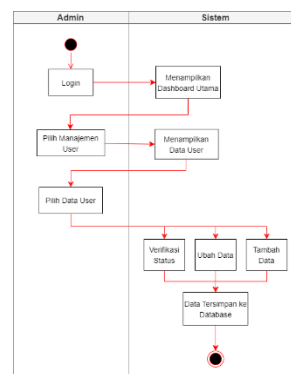 Admin
Sistem
Login
Menampilkan
Dashboard Utama
Pilih Manajemen
User
Menampilkan
Data User
Pilih Data User
Verifikasi
Status
Ubah Data
Tambah
Data
Data Tersimpan ke
Database